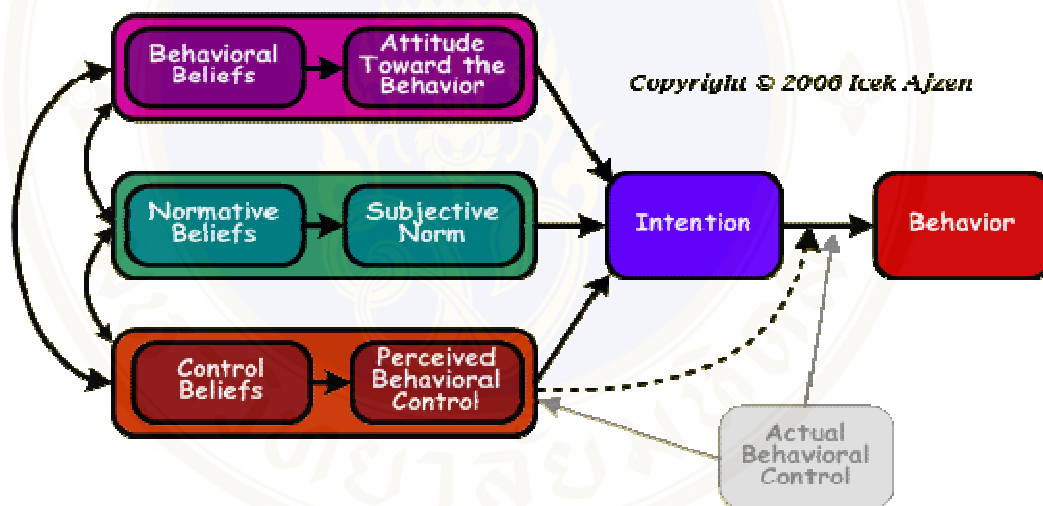 Behavioral
Beliefs
Attitude
Toward the
Behavior
Copyright © 2006 Icek Ajzen
Normative
Beliefs
Subjective
Norm
Intention
Behavior
Control
Beliefs
Perceived
Behavioral
Control
Actual
Behavioral
Control